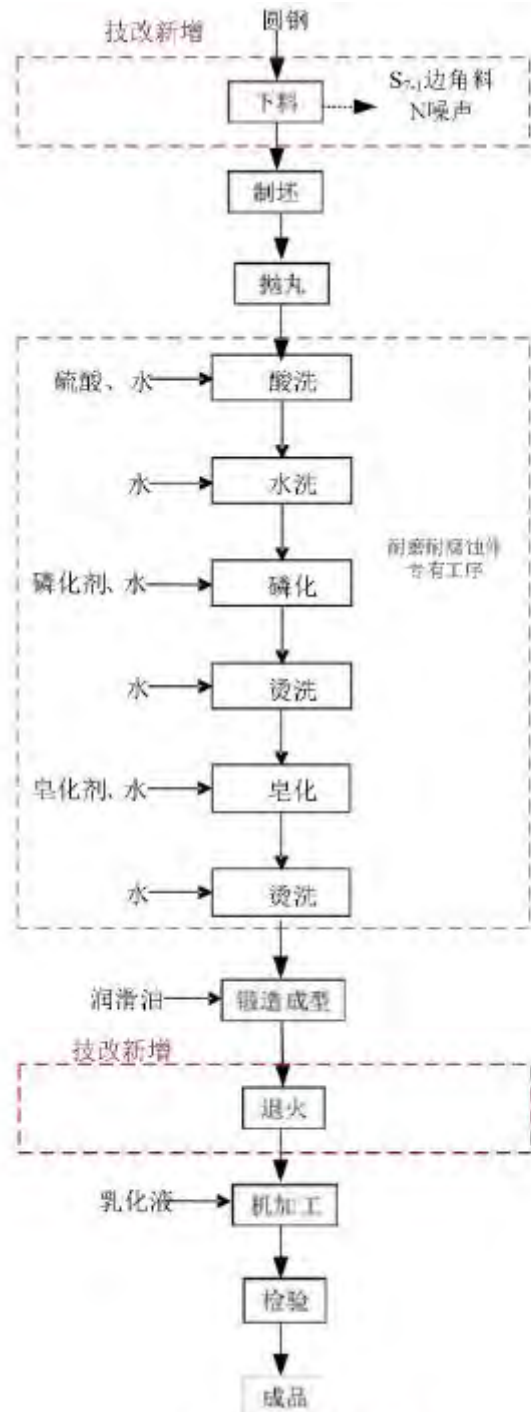 圆钢
技改新增
下料
S₇₋₁边角料
N噪声
制坯
抛丸
硫酸、水
酸洗
水
水洗
耐磨耐腐蚀件
专有工序
磷化剂、水
磷化
水
烫洗
皂化剂、水
皂化
水
烫洗
润滑油
锻造成型
技改新增
退火
乳化液
机加工
检验
成品